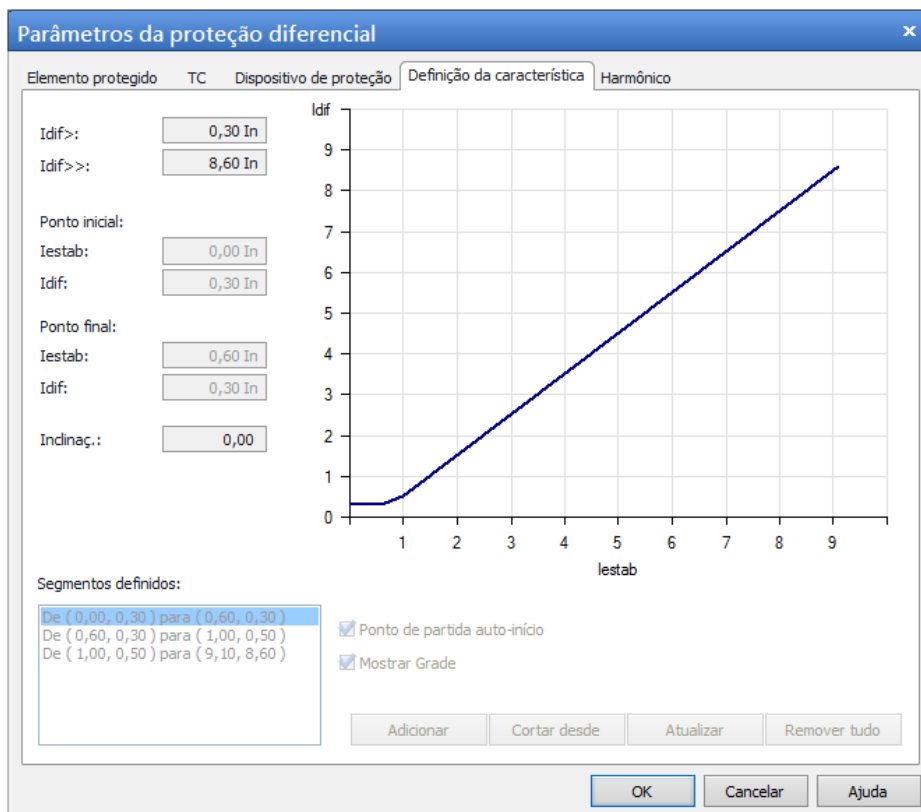 Parâmetros da proteção diferencial
×
Elemento protegido TC Dispositivo de proteção Definição da característica Harmônico
Idif>: 0,30 In
Idif>>: 8,60 In
Ponto inicial:
Iestab: 0,00 In
Idif: 0,30 In
Ponto final:
Iestab: 0,60 In
Idif: 0,30 In
Inclinaç.: 0,00
Idif
9
8
7
6
5
4
3
2
1
0
1 2 3 4 5 6 7 8 9
Iestab
Segmentos definidos:
De ( 0,00, 0,30 ) para ( 0,60, 0,30 )
De ( 0,60, 0,30 ) para ( 1,00, 0,50 )
De ( 1,00, 0,50 ) para ( 9,10, 8,60 )
Ponto de partida auto-início
Mostrar Grade
Adicionar Cortar desde Atualizar Remover tudo
OK Cancelar Ajuda